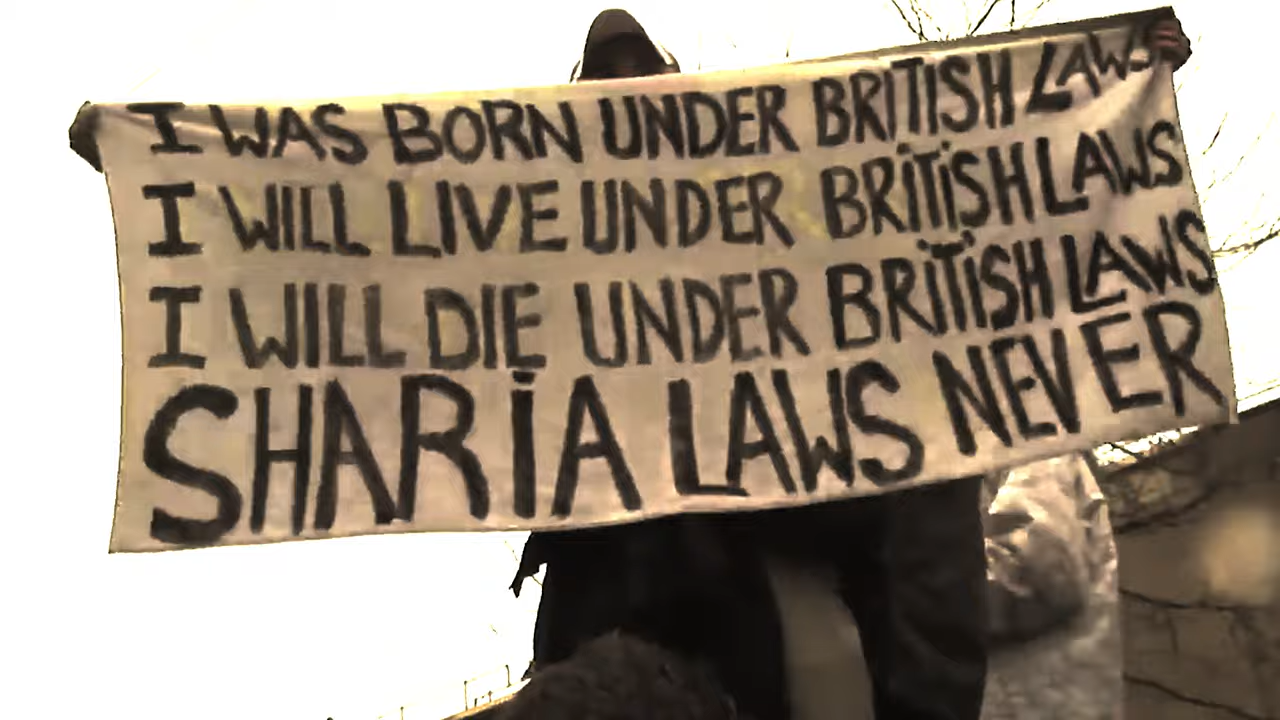 I WAS BORN UNDER BRITISH LAWS
I WILL LIVE UNDER BRITISH LAWS
I WILL DIE UNDER BRITISH LAWS
SHARIA LAWS NEVER